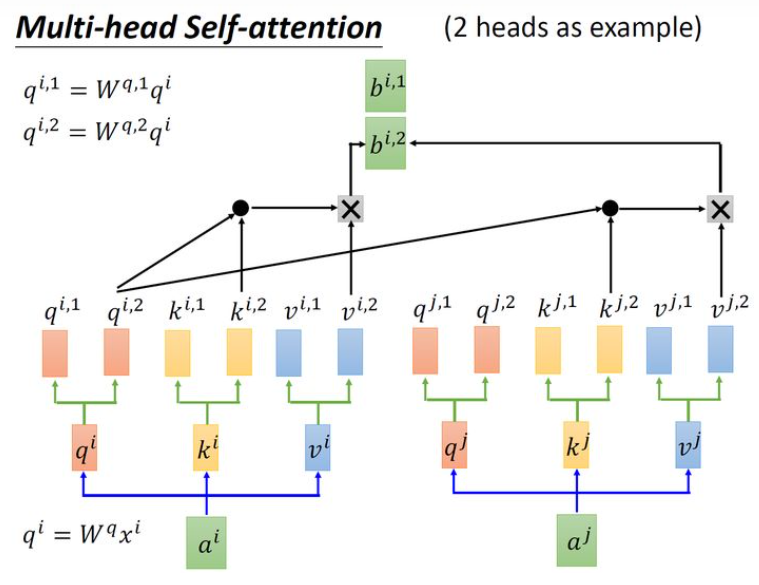 Multi-head Self-attention (2 heads as example)
q^{i,1} = W^{q,1}q^i
q^{i,2} = W^{q,2}q^i
b^{i,1}
b^{i,2}
q^{i,1} q^{i,2} k^{i,1} k^{i,2} v^{i,1} v^{i,2} q^{j,1} q^{j,2} k^{j,1} k^{j,2} v^{j,1} v^{j,2}
q^i k^i v^i q^j k^j v^j
q^i = W^q x^i
a^i a^j